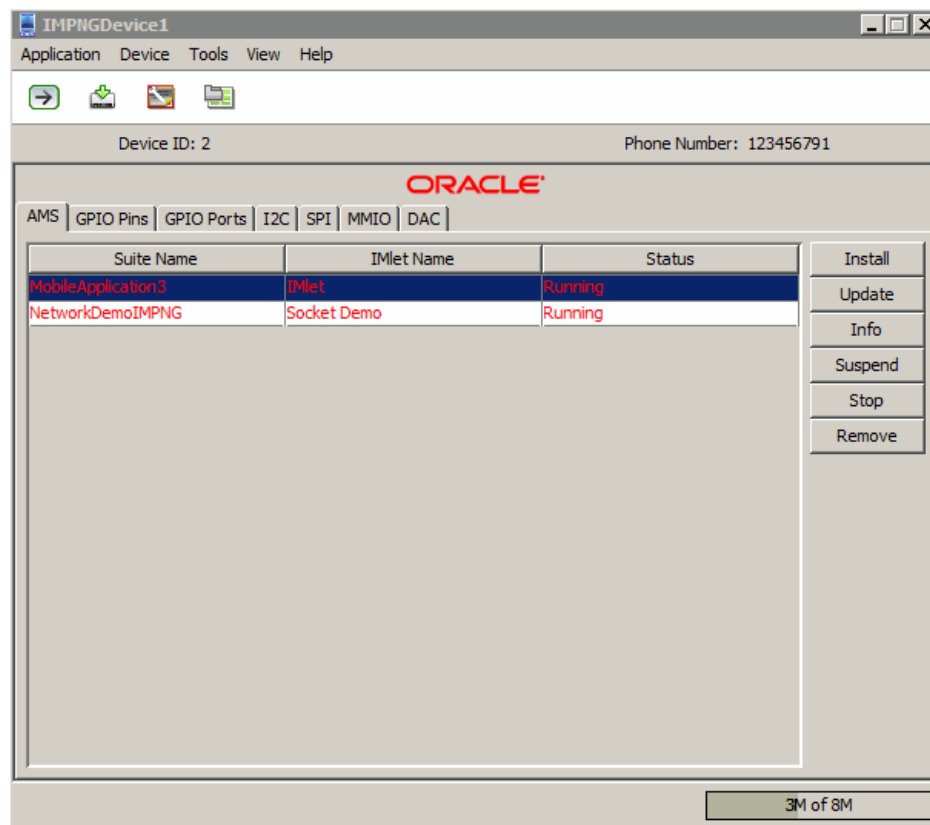 IMPNGDevice1
Application Device Tools View Help
Device ID: 2 Phone Number: 123456791
ORACLE
AMS GPIO Pins GPIO Ports I2C SPI MMIO DAC
Suite Name IMlet Name Status Install
MobileApplication3 IMlet Running Update
NetworkDemoIMPNG Socket Demo Running Info
Suspend
Stop
Remove
3M of 8M